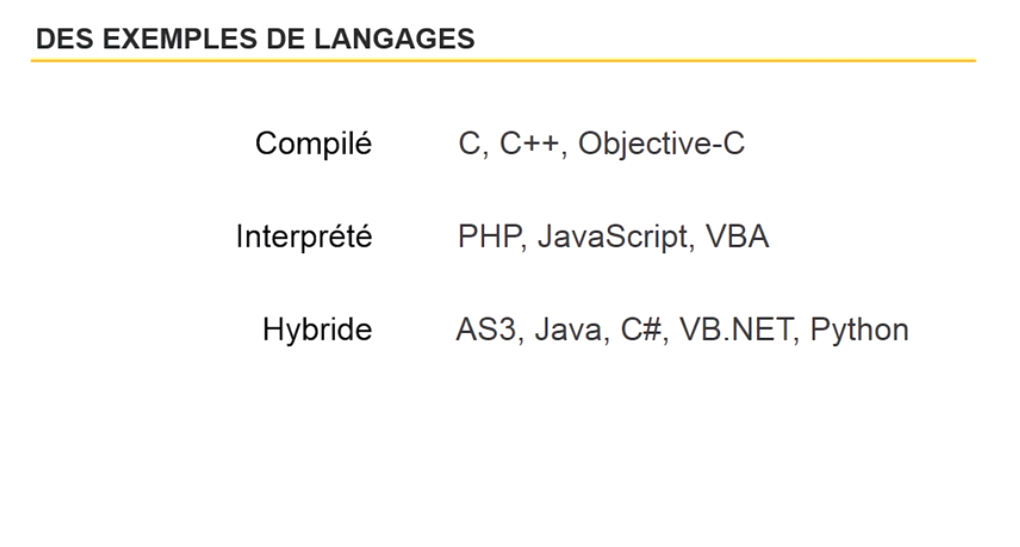 DES EXEMPLES DE LANGAGES
Compilé C, C++, Objective-C
Interprété PHP, JavaScript, VBA
Hybride AS3, Java, C#, VB.NET, Python